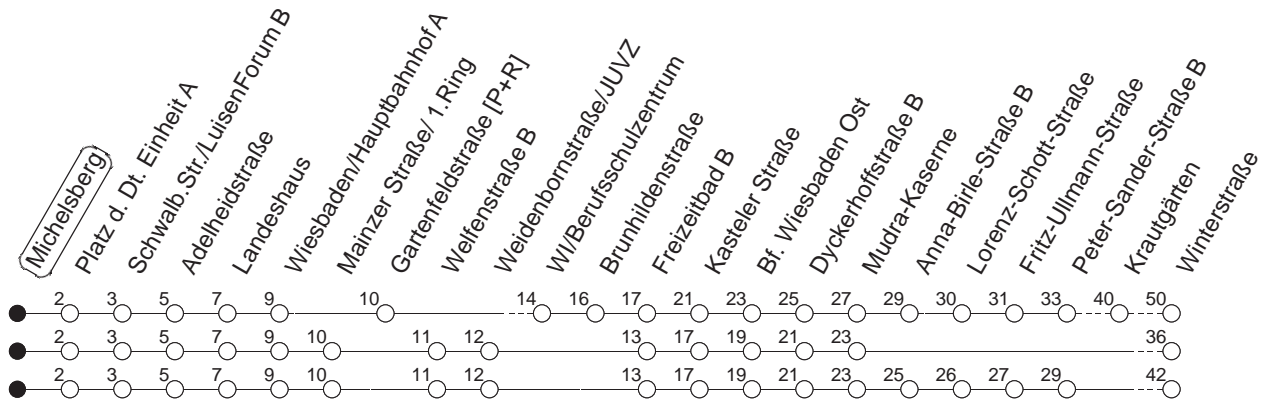 Michelsberg
Platz d. Dt. Einheit A
Schwalb.Str./LuisenForum B
Adelheidstraße
Landeshaus
Wiesbaden/Hauptbahnhof A
Mainzer Straße/ 1.Ring
Gartenfeldstraße [P+R]
Welfenstraße B
Weidenbornstraße/JUVZ
WI/Berufsschulzentrum
Brunhildenstraße
Freizeitbad B
Kasteler Straße
Bf. Wiesbaden Ost
Dyckerhoffstraße B
Mudra-Kaserne
Anna-Birle-Straße B
Lorenz-Schott-Straße
Fritz-Ullmann-Straße
Peter-Sander-Straße B
Krautgärten
Winterstraße
2 3 5 7 9 10 14 16 17 21 23 25 27 29 30 31 33 40 50
2 3 5 7 9 10 11 12 13 17 19 21 23 36
2 3 5 7 9 10 11 12 13 17 19 21 23 25 26 27 29 42